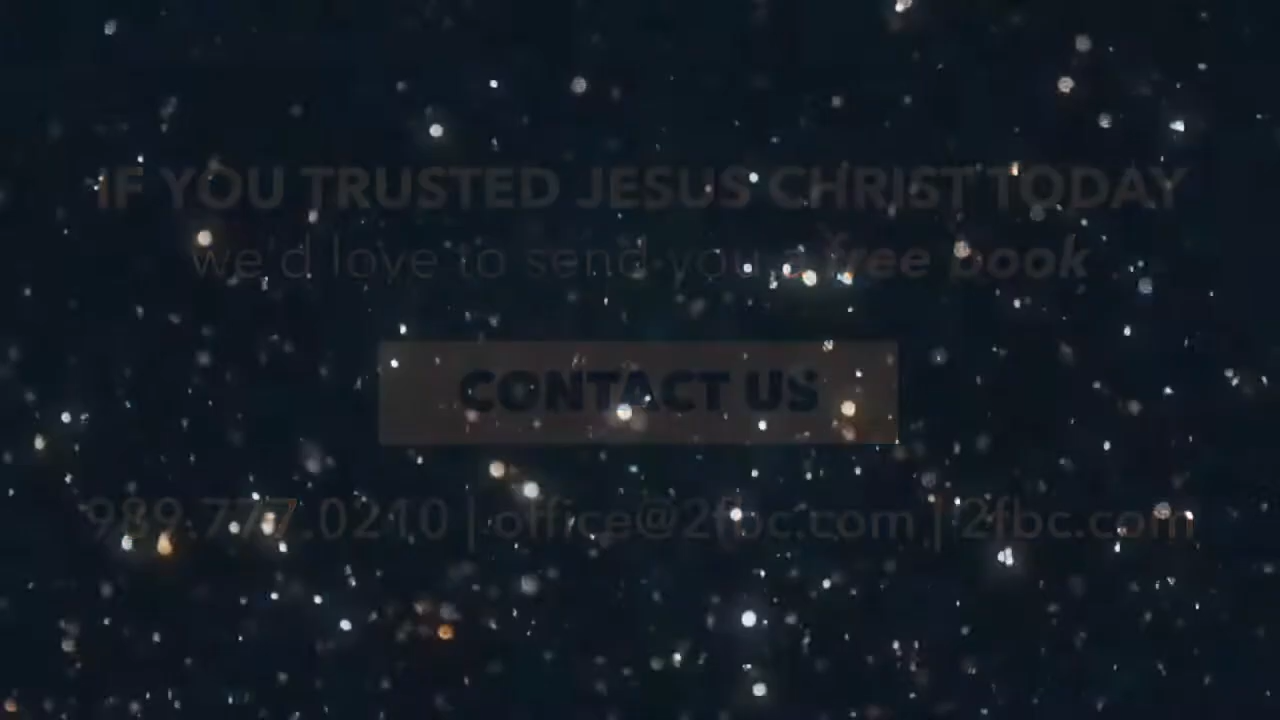 IF YOU TRUSTED JESUS CHRIST TODAY
we'd love to send you a free book
CONTACT US
989.777.0210 | office@2fbc.com | 2fbc.com